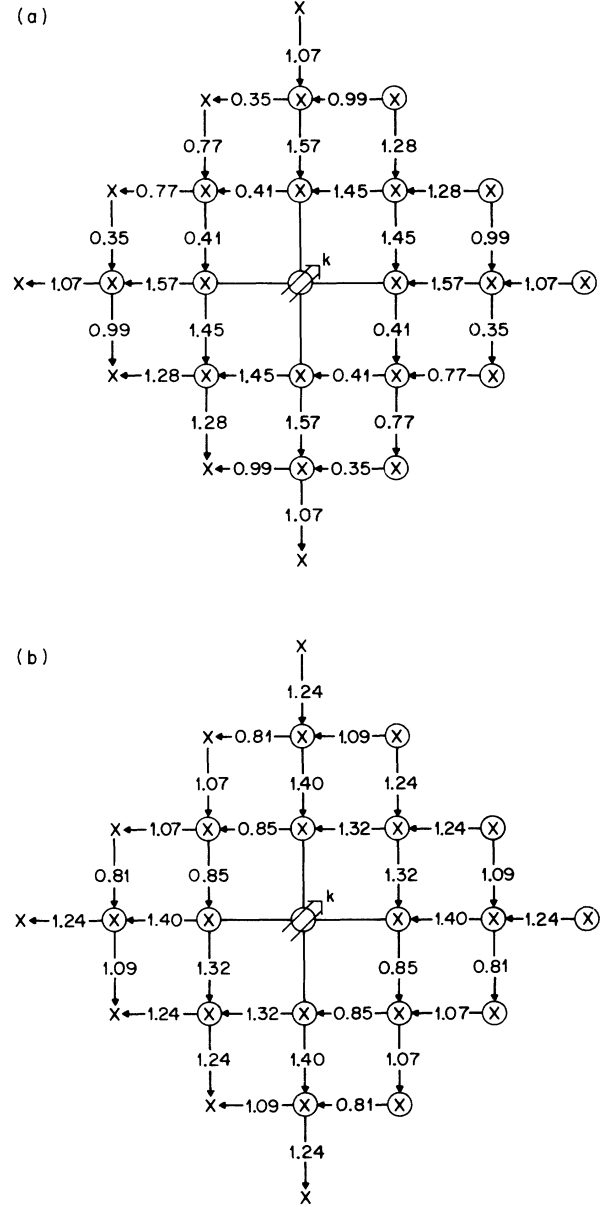 (a)
X
1.07
X 0.35 X 0.99 X
0.77 1.57 1.28
X 0.77 X 0.41 X 1.45 X 1.28 X
0.35 0.41 1.45 0.99
k
X 1.07 X 1.57 X X 1.57 X 1.07 X
0.99 1.45 0.41 0.35
X 1.28 X 1.45 X 0.41 X 0.77 X
1.28 1.57 0.77
X 0.99 X 0.35 X
1.07
X
(b)
X
1.24
X 0.81 X 1.09 X
1.07 1.40 1.24
X 1.07 X 0.85 X 1.32 X 1.24 X
0.81 0.85 1.32 1.09
k
X 1.24 X 1.40 X X 1.40 X 1.24 X
1.09 1.32 0.85 0.81
X 1.24 X 1.32 X 0.85 X 1.07 X
1.24 1.40 1.07
X 1.09 X 0.81 X
1.24
X